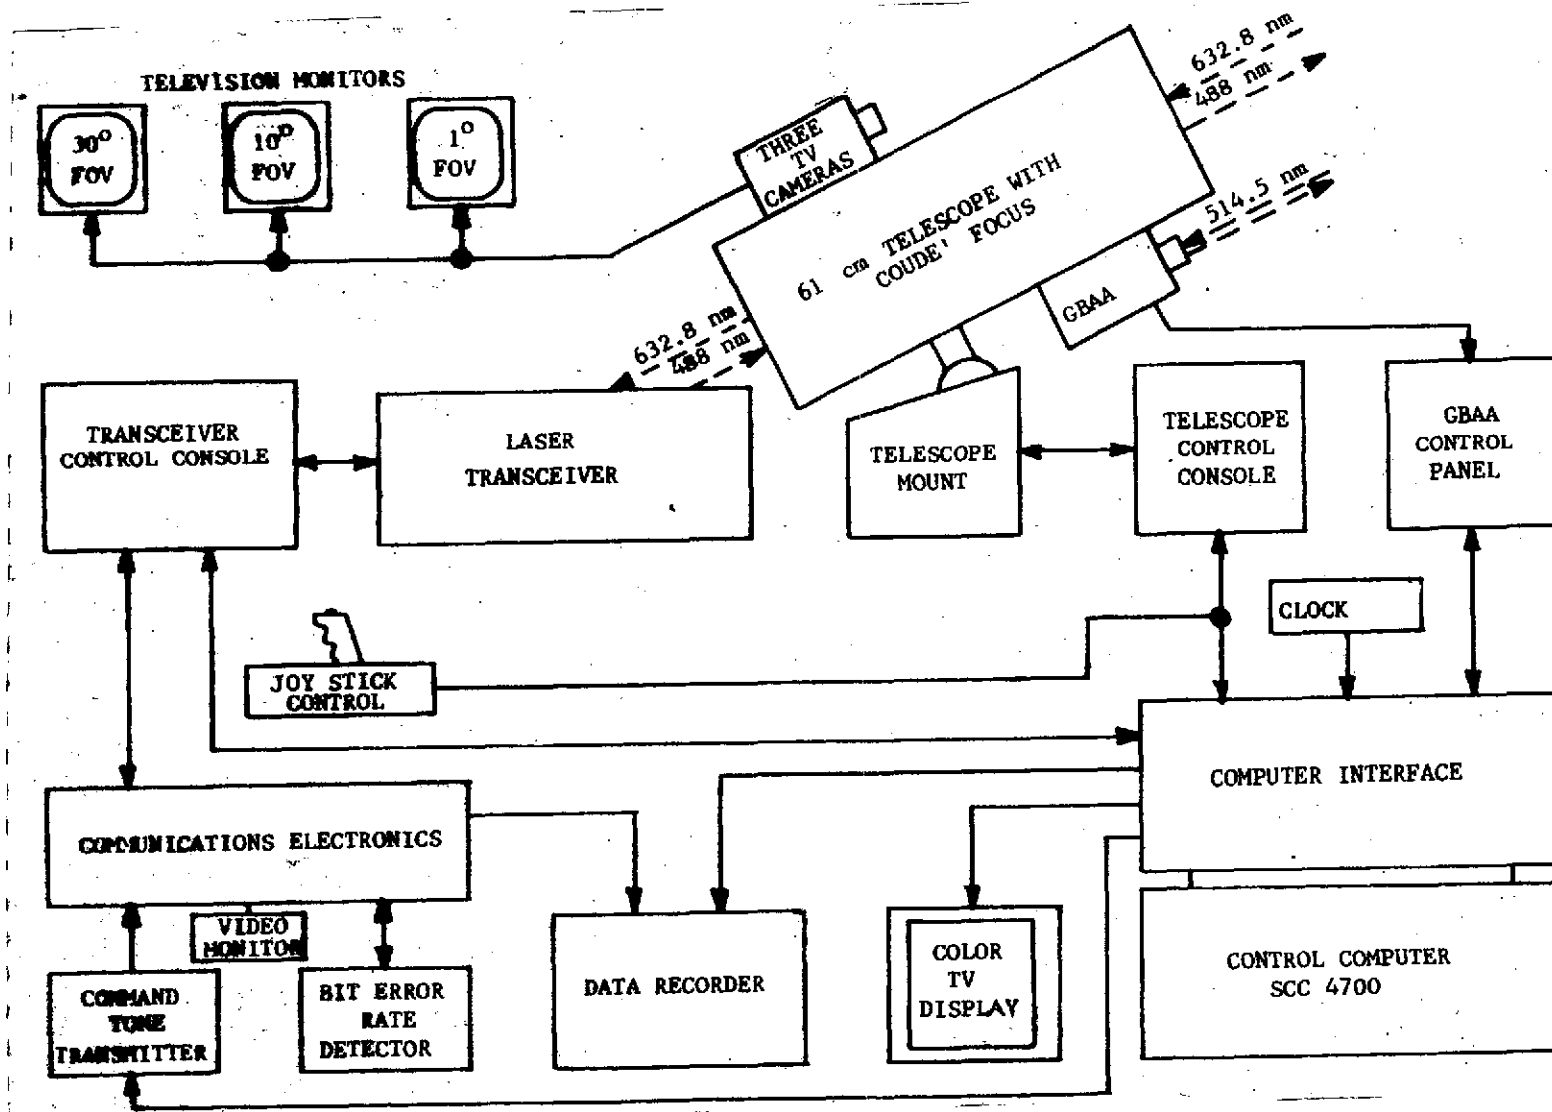 TELEVISION MONITORS
30° FOV
10° FOV
1° FOV
THREE
TV
CAMERAS
632.8 nm
488 nm
61 cm TELESCOPE WITH
COUDE' FOCUS
514.5 nm
GBAA
632.8 nm
488 nm
TRANSCEIVER
CONTROL CONSOLE
LASER
TRANSCEIVER
TELESCOPE
MOUNT
TELESCOPE
CONTROL
CONSOLE
GBAA
CONTROL
PANEL
CLOCK
JOY STICK
CONTROL
COMPUTER INTERFACE
COMMUNICATIONS ELECTRONICS
VIDEO
MONITOR
COMMAND
TONE
TRANSMITTER
BIT ERROR
RATE
DETECTOR
DATA RECORDER
COLOR
TV
DISPLAY
CONTROL COMPUTER
SCC 4700